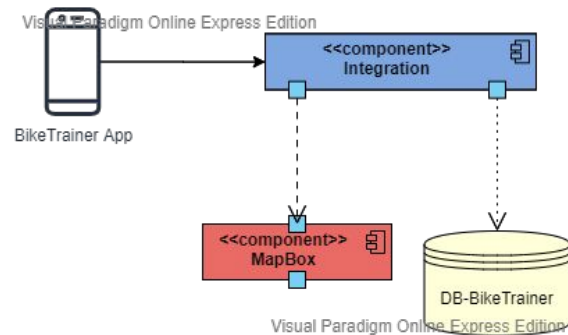 Visual Paradigm Online Express Edition
<<component>>
Integration
BikeTrainer App
<<component>>
MapBox
DB-BikeTrainer
Visual Paradigm Online Express Edition